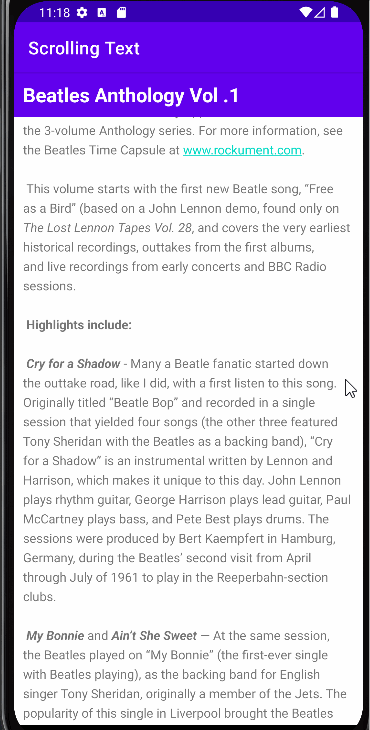 11:18
Scrolling Text
Beatles Anthology Vol .1
the 3-volume Anthology series. For more information, see
the Beatles Time Capsule at www.rockument.com.
This volume starts with the first new Beatle song, “Free
as a Bird” (based on a John Lennon demo, found only on
The Lost Lennon Tapes Vol. 28, and covers the very earliest
historical recordings, outtakes from the first albums,
and live recordings from early concerts and BBC Radio
sessions.
Highlights include:
Cry for a Shadow - Many a Beatle fanatic started down
the outtake road, like I did, with a first listen to this song.
Originally titled “Beatle Bop” and recorded in a single
session that yielded four songs (the other three featured
Tony Sheridan with the Beatles as a backing band), “Cry
for a Shadow” is an instrumental written by Lennon and
Harrison, which makes it unique to this day. John Lennon
plays rhythm guitar, George Harrison plays lead guitar, Paul
McCartney plays bass, and Pete Best plays drums. The
sessions were produced by Bert Kaempfert in Hamburg,
Germany, during the Beatles’ second visit from April
through July of 1961 to play in the Reeperbahn-section
clubs.
My Bonnie and Ain’t She Sweet — At the same session,
the Beatles played on “My Bonnie” (the first-ever single
with Beatles playing), as the backing band for English
singer Tony Sheridan, originally a member of the Jets. The
popularity of this single in Liverpool brought the Beatles